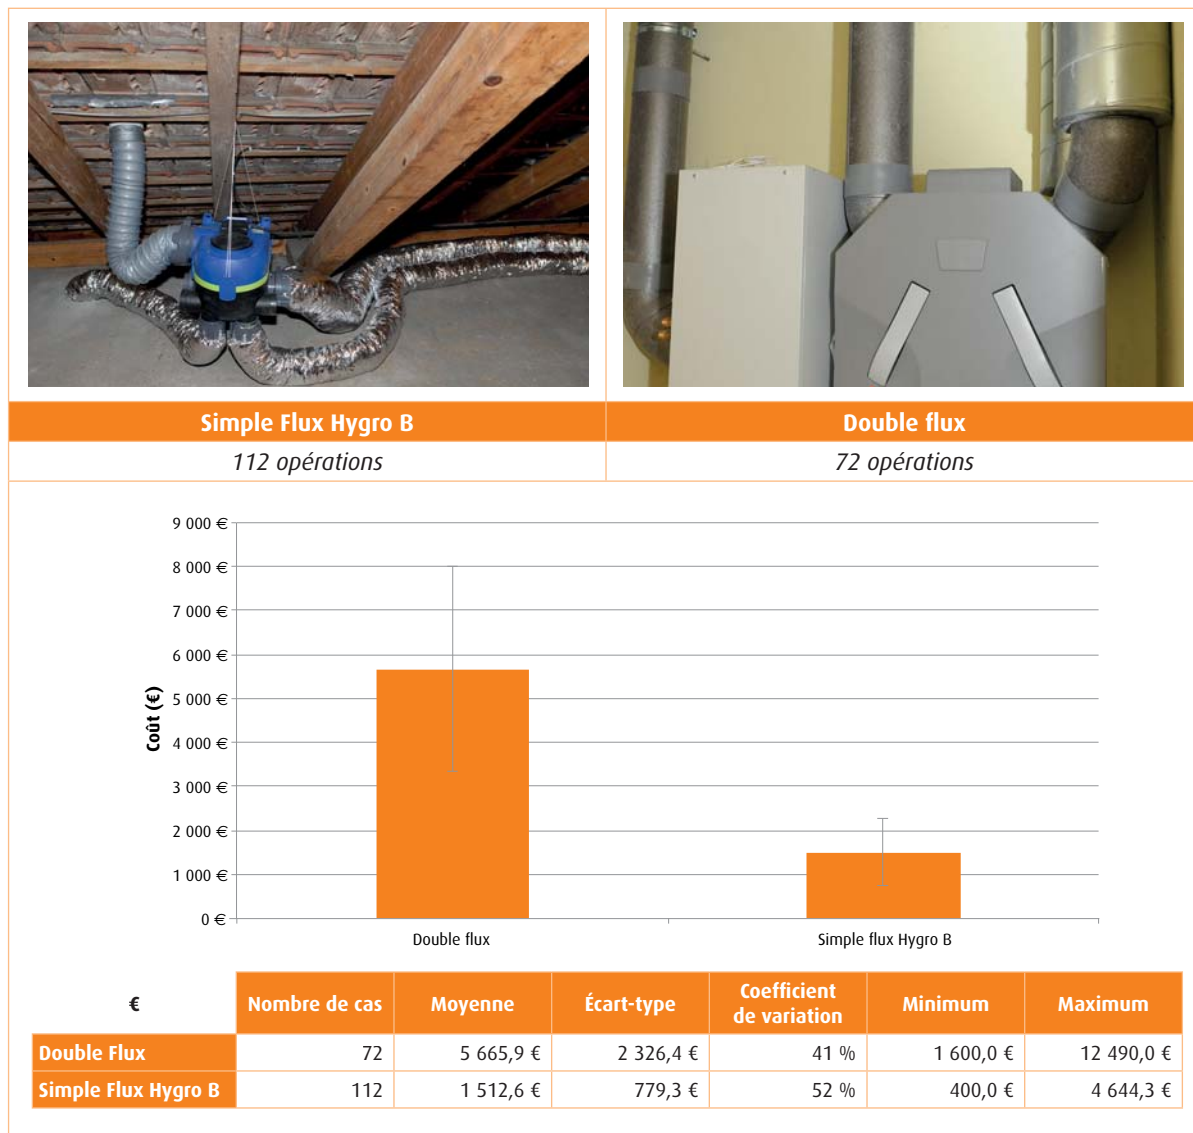 Simple Flux Hygro B
Double flux
112 opérations
72 opérations
9 000 €
8 000 €
7 000 €
6 000 €
5 000 €
4 000 €
3 000 €
2 000 €
1 000 €
0 €
Coût (€)
Double flux
Simple flux Hygro B
€ Nombre de cas Moyenne Écart-type Coefficient de variation Minimum Maximum
Double Flux 72 5 665,9 € 2 326,4 € 41 % 1 600,0 € 12 490,0 €
Simple Flux Hygro B 112 1 512,6 € 779,3 € 52 % 400,0 € 4 644,3 €